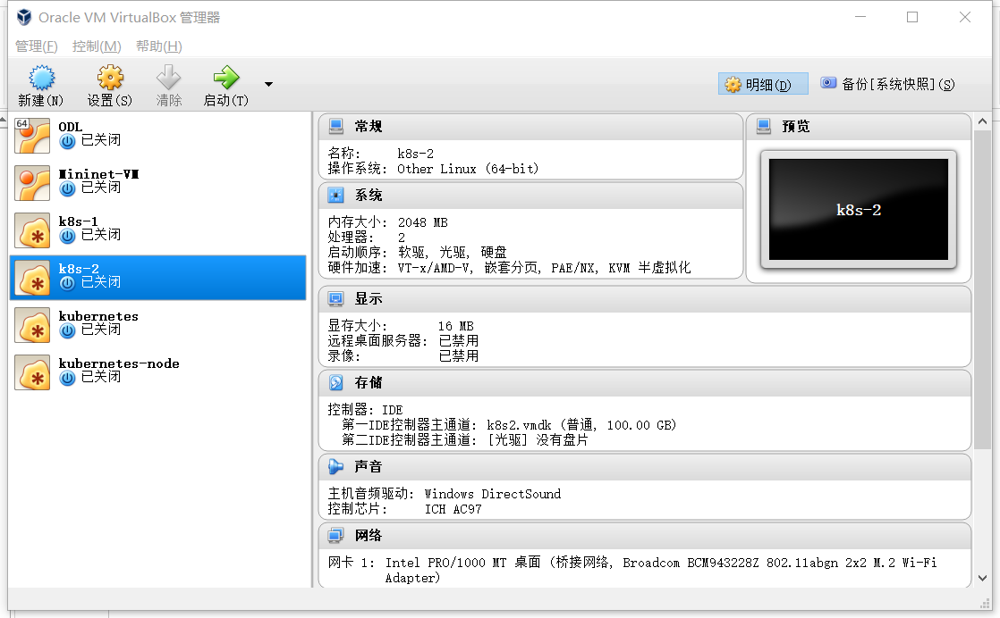 Oracle VM VirtualBox 管理器
管理(F) 控制(M) 帮助(H)
新建(N) 设置(S) 清除 启动(T) 明细(D) 备份[系统快照](S)
64
ODL
已关闭
Mininet-VM
已关闭
k8s-1
已关闭
k8s-2
已关闭
kubernetes
已关闭
kubernetes-node
已关闭
常规
名称: k8s-2
操作系统: Other Linux (64-bit)
预览
k8s-2
系统
内存大小: 2048 MB
处理器: 2
启动顺序: 软驱, 光驱, 硬盘
硬件加速: VT-x/AMD-V, 嵌套分页, PAE/NX, KVM 半虚拟化
显示
显存大小: 16 MB
远程桌面服务器: 已禁用
录像: 已禁用
存储
控制器: IDE
第一IDE控制器主通道: k8s2.vmdk (普通, 100.00 GB)
第二IDE控制器主通道: [光驱] 没有盘片
声音
主机音频驱动: Windows DirectSound
控制芯片: ICH AC97
网络
网卡 1: Intel PRO/1000 MT 桌面 (桥接网络, Broadcom BCM943228Z 802.11abgn 2x2 M.2 Wi-Fi
Adapter)